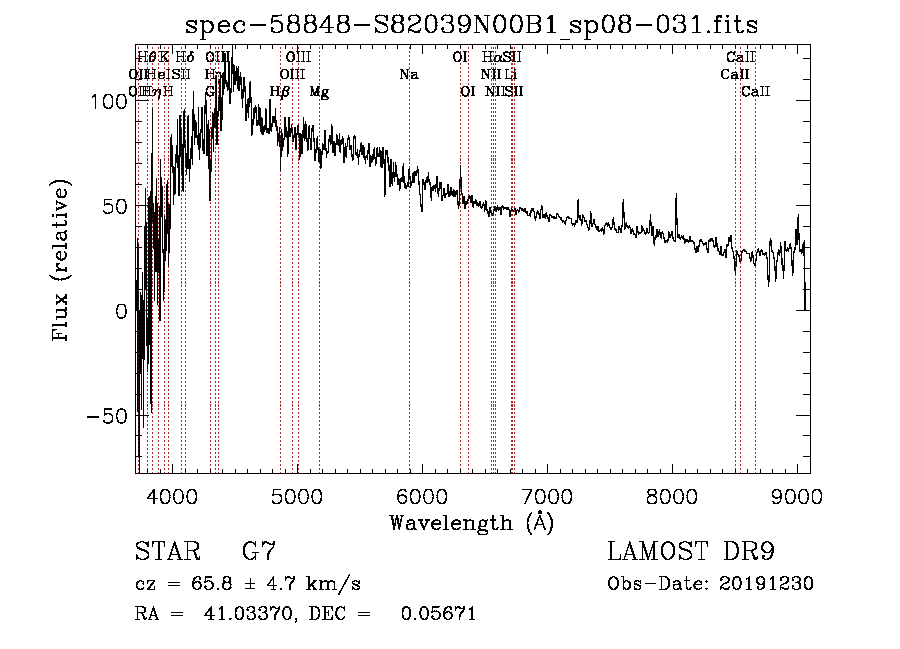 spec-58848-S82039N00B1_sp08-031.fits
Hθ K Hδ OIII OIII OI Hα SII CaII
OII HeI SII Hγ OIII Na NII Li CaII
OII Hη H G Hβ Mg OI NII SII CaII
100
50
0
-50
Flux (relative)
4000 5000 6000 7000 8000 9000
Wavelength (Å)
STAR G7 LAMOST DR9
cz = 65.8 ± 4.7 km/s Obs-Date: 20191230
RA = 41.03370, DEC = 0.05671